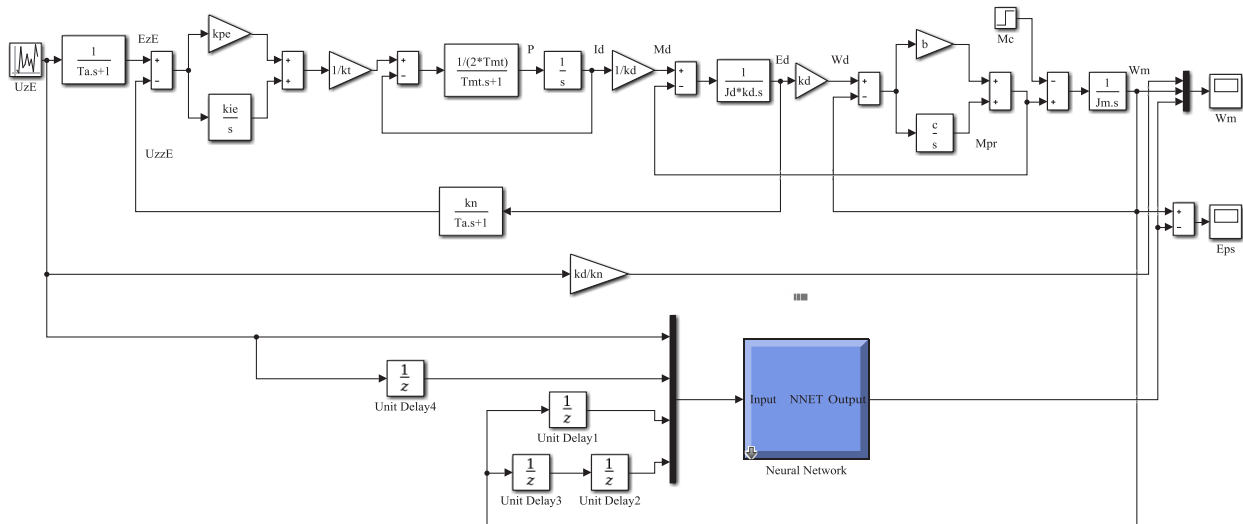 UzE
1
Ta.s+1
EzE
+
−
kpe
kie
s
+
+
1/kt
+
−
1/(2*Tmt)
Tmt.s+1
P
1
s
Id
1/kd
Md
+
−
1
Jd*kd.s
Ed
kd
Wd
+
−
b
c
s
Mpr
+
+
Mc
−
+
1
Jm.s
Wm
Wm
UzzE
kn
Ta.s+1
+
−
Eps
kd/kn
1
z
Unit Delay4
1
z
Unit Delay1
1
z
Unit Delay3
1
z
Unit Delay2
Input NNET Output
Neural Network